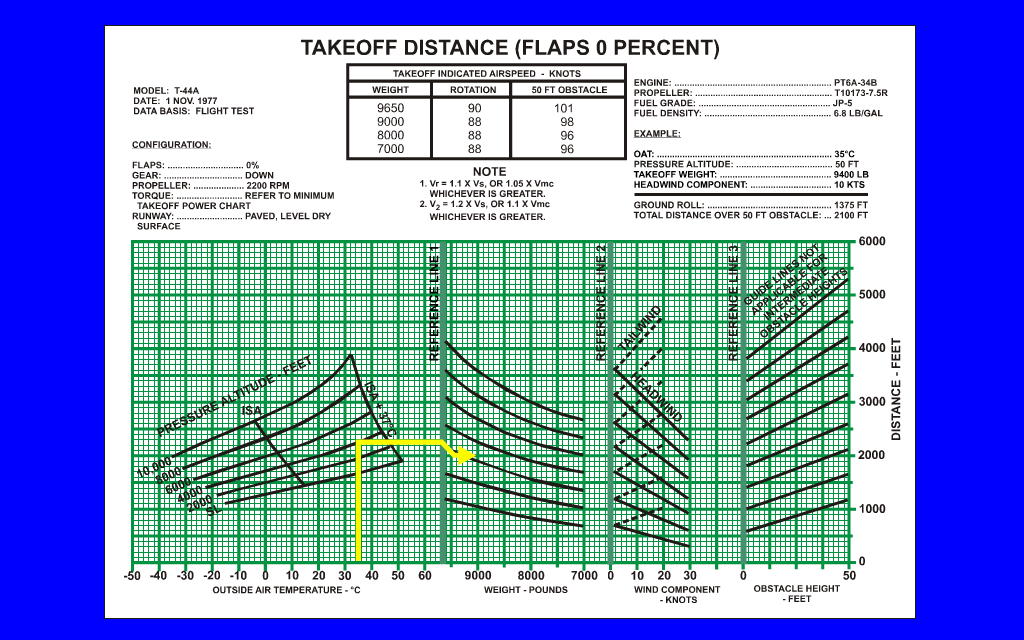 TAKEOFF DISTANCE (FLAPS 0 PERCENT)
TAKEOFF INDICATED AIRSPEED - KNOTS
WEIGHT ROTATION 50 FT OBSTACLE
9650 90 101
9000 88 98
8000 88 96
7000 88 96
MODEL: T-44A
DATE: 1 NOV. 1977
DATA BASIS: FLIGHT TEST
CONFIGURATION:
FLAPS: ............................ 0%
GEAR: .............................. DOWN
PROPELLER: ................... 2200 RPM
TORQUE: ........................ REFER TO MINIMUM
TAKEOFF POWER CHART
RUNWAY: ........................ PAVED, LEVEL DRY
SURFACE
NOTE
1. Vr = 1.1 X Vs, OR 1.05 X Vmc
WHICHEVER IS GREATER.
2. V2 = 1.2 X Vs, OR 1.1 X Vmc
WHICHEVER IS GREATER.
ENGINE: .......................................................... PT6A-34B
PROPELLER: .................................................. T10173-7.5R
FUEL GRADE: ................................................ JP-5
FUEL DENSITY: .............................................. 6.8 LB/GAL
EXAMPLE:
OAT: ............................................................... 35°C
PRESSURE ALTITUDE: .................................. 50 FT
TAKEOFF WEIGHT: ........................................ 9400 LB
HEADWIND COMPONENT: ............................. 10 KTS
GROUND ROLL: ............................................. 1375 FT
TOTAL DISTANCE OVER 50 FT OBSTACLE: ... 2100 FT
REFERENCE LINE 1
REFERENCE LINE 2
REFERENCE LINE 3
GUIDE LINES NOT
APPLICABLE FOR
INTERMEDIATE
OBSTACLE HEIGHTS
TAILWIND
HEADWIND
PRESSURE ALTITUDE - FEET
ISA
ISA + 37°C
10,000
8000
6000
4000
2000
SL
6000
5000
4000
3000
2000
1000
0
DISTANCE - FEET
-50 -40 -30 -20 -10 0 10 20 30 40 50 60 9000 8000 7000 0 10 20 30 0 50
OUTSIDE AIR TEMPERATURE - °C
WEIGHT - POUNDS
WIND COMPONENT
- KNOTS
OBSTACLE HEIGHT
- FEET